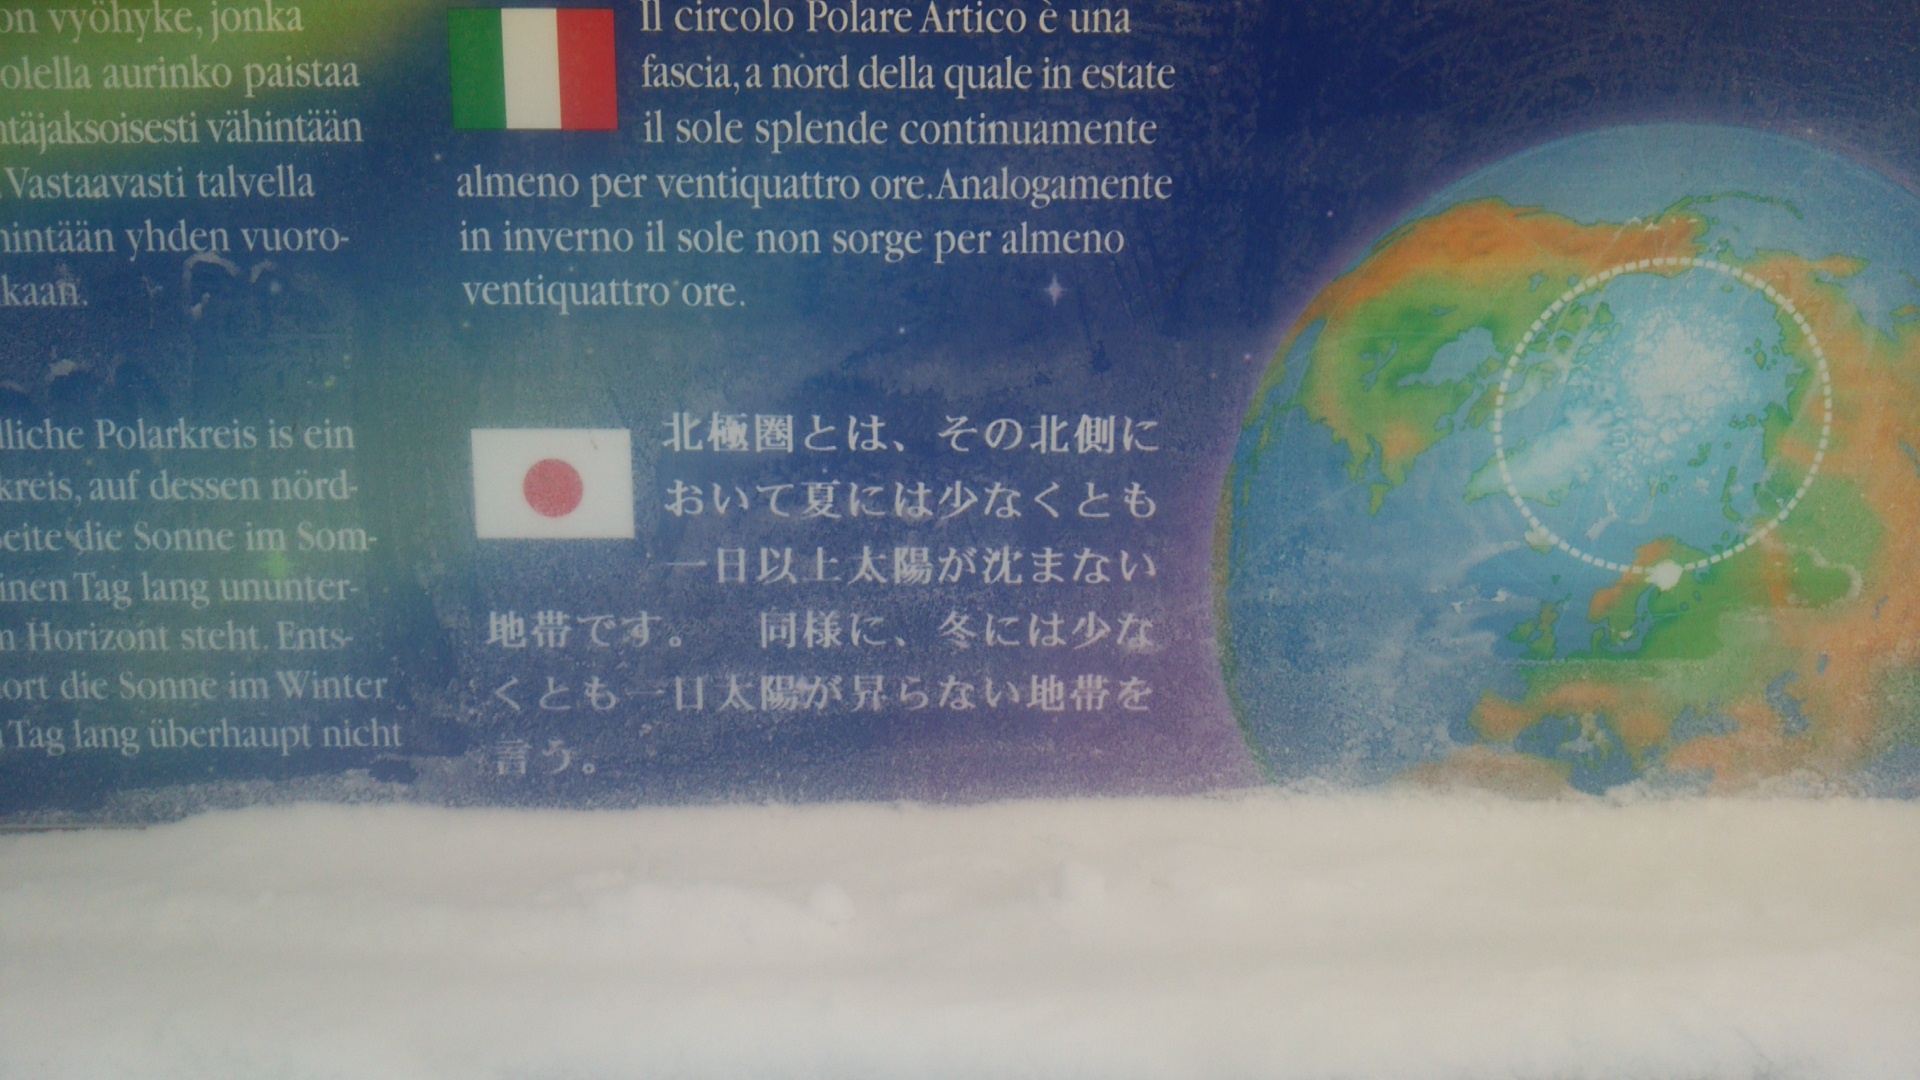 on vyöhyke, jonka
olella aurinko paistaa
ntäjaksoisesti vähintään
Vastaavasti talvella
hintään yhden vuoro-
kaan.
lliche Polarkreis is ein
kreis, auf dessen nörd-
eite die Sonne im Som-
inen Tag lang ununter-
n Horizont steht. Ents-
ort die Sonne im Winter
Tag lang überhaupt nicht
Il circolo Polare Artico è una
fascia, a nord della quale in estate
il sole splende continuamente
almeno per ventiquattro ore. Analogamente
in inverno il sole non sorge per almeno
ventiquattro ore.
北極圏とは、その北側に
おいて夏には少なくとも
一日以上太陽が沈まない
地帯です。　同様に、冬には少な
くとも一日太陽が昇らない地帯を
言う。